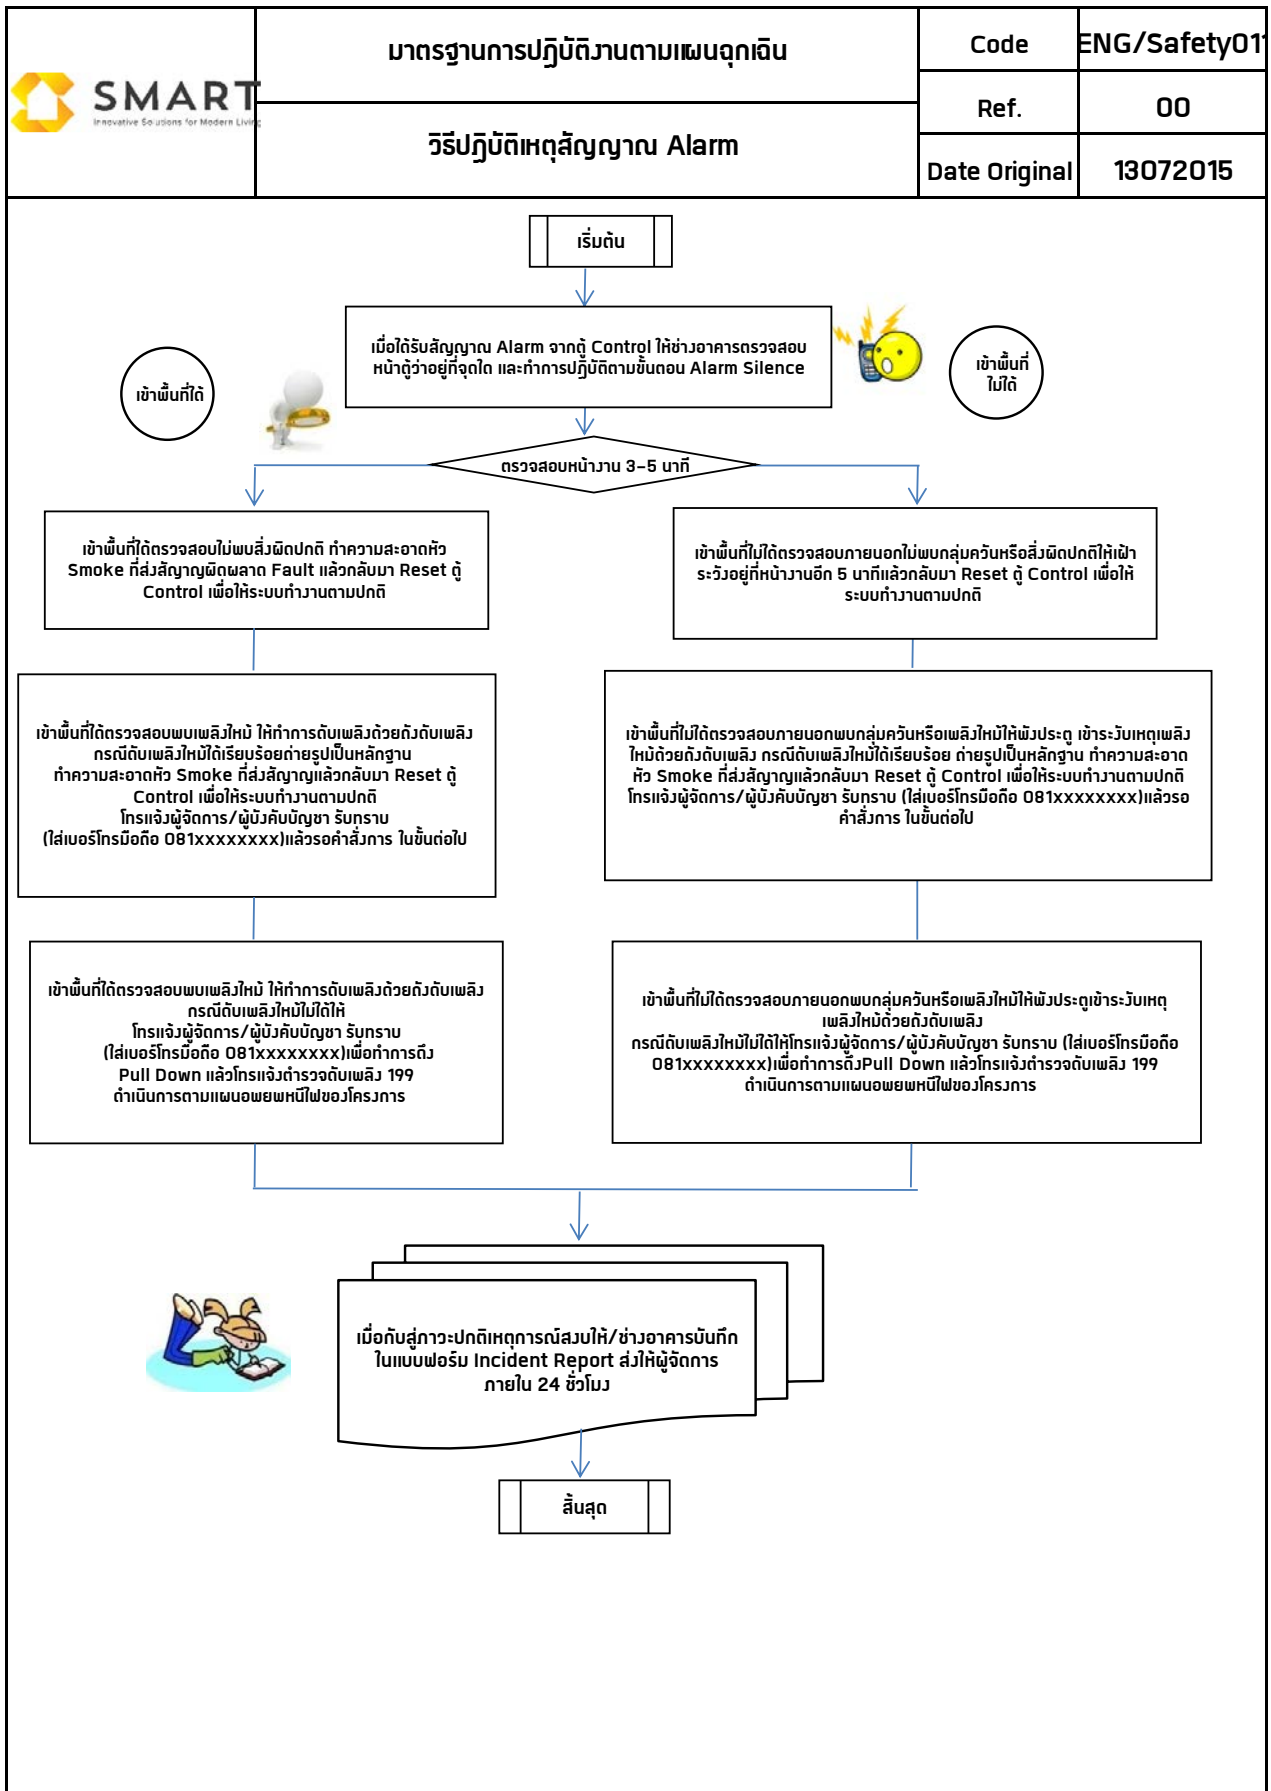 SMART
Innovative Solutions for Modern Living
มาตรฐานการปฎิบัติงานตามแผนฉุกเฉิน
วิธีปฎิบัติเหตุสัญญาณ Alarm
Code
ENG/Safety011
Ref.
00
Date Original
13072015
เริ่มต้น
เมื่อได้รับสัญญาณ Alarm จากตู้ Control ให้ช่างอาคารตรวจสอบ
หน้าตู้ว่าอยู่ที่จุดใด และทำการปฎิบัติตามขั้นตอน Alarm Silence
เข้าพื้นที่ได้
เข้าพื้นที่
ไม่ได้
ตรวจสอบหน้างาน 3-5 นาที
เข้าพื้นที่ได้ตรวจสอบไม่พบสิ่งผิดปกติ ทำความสะอาดหัว
Smoke ที่ส่งสัญาญผิดผลาด Fault แล้วกลับมา Reset ตู้
Control เพื่อให้ระบบทำงานตามปกติ
เข้าพื้นที่ไม่ได้ตรวจสอบภายนอกไม่พบกลุ่มควันหรือสิ่งผิดปกติให้เฝ้า
ระวังอยู่ที่หน้างานอีก 5 นาทีแล้วกลับมา Reset ตู้ Control เพื่อให้
ระบบทำงานตามปกติ
เข้าพื้นที่ได้ตรวจสอบพบเพลิงใหม้ ให้ทำการดับเพลิงด้วยถังดับเพลิง
กรณีดับเพลิงใหม้ได้เรียบร้อยถ่ายรูปเป็นหลักฐาน
ทำความสะอาดหัว Smoke ที่ส่งสัญาญแล้วกลับมา Reset ตู้
Control เพื่อให้ระบบทำงานตามปกติ
โทรแจ้งผู้จัดการ/ผู้บังคับบัญชา รับทราบ
(ใส่เบอร์โทรมือถือ 081xxxxxxxx)แล้วรอคำสั่งการ ในขั้นต่อไป
เข้าพื้นที่ไม่ได้ตรวจสอบภายนอกพบกลุ่มควันหรือเพลิงใหม้ให้พังประตู เข้าระงับเหตุเพลิง
ใหม้ด้วยถังดับเพลิง กรณีดับเพลิงใหม้ได้เรียบร้อย ถ่ายรูปเป็นหลักฐาน ทำความสะอาด
หัว Smoke ที่ส่งสัญาญแล้วกลับมา Reset ตู้ Control เพื่อให้ระบบทำงานตามปกติ
โทรแจ้งผู้จัดการ/ผู้บังคับบัญชา รับทราบ (ใส่เบอร์โทรมือถือ 081xxxxxxxx)แล้วรอ
คำสั่งการ ในขั้นต่อไป
เข้าพื้นที่ได้ตรวจสอบพบเพลิงใหม้ ให้ทำการดับเพลิงด้วยถังดับเพลิง
กรณีดับเพลิงใหม้ไม่ได้ให้
โทรแจ้งผู้จัดการ/ผู้บังคับบัญชา รับทราบ
(ใส่เบอร์โทรมือถือ 081xxxxxxxx)เพื่อทำการดึง
Pull Down แล้วโทรแจ้งตำรวจดับเพลิง 199
ดำเนินการตามแผนอพยพหนีไฟของโครงการ
เข้าพื้นที่ไม่ได้ตรวจสอบภายนอกพบกลุ่มควันหรือเพลิงใหม้ให้พังประตูเข้าระงับเหตุ
เพลิงใหม้ด้วยถังดับเพลิง
กรณีดับเพลิงใหม้ไม่ได้ให้โทรแจ้งผู้จัดการ/ผู้บังคับบัญชา รับทราบ (ใส่เบอร์โทรมือถือ
081xxxxxxxx)เพื่อทำการดึงPull Down แล้วโทรแจ้งตำรวจดับเพลิง 199
ดำเนินการตามแผนอพยพหนีไฟของโครงการ
เมื่อกับสู่ภาวะปกติเหตุการณ์สงบให้/ช่างอาคารบันทึก
ในแบบฟอร์ม Incident Report ส่งให้ผู้จัดการ
ภายใน 24 ชั่วโมง
สิ้นสุด